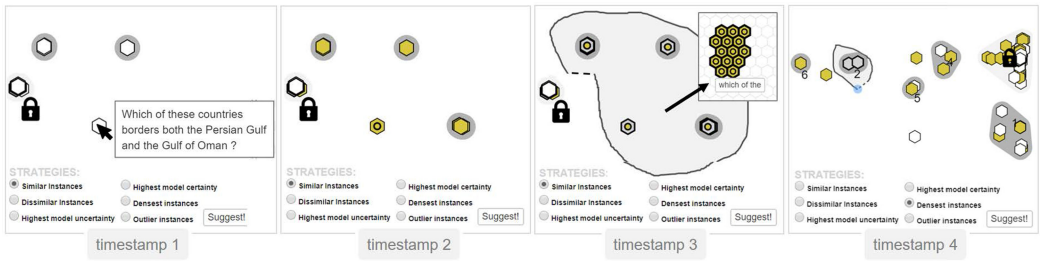 Which of these countries
borders both the Persian Gulf
and the Gulf of Oman ?
STRATEGIES:
Similar Instances
Highest model certainty
Dissimilar Instances
Densest instances
Highest model uncertainty
Outlier instances
Suggest!
timestamp 1
STRATEGIES:
Similar Instances
Highest model certainty
Dissimilar Instances
Densest instances
Highest model uncertainty
Outlier instances
Suggest!
timestamp 2
which of the
STRATEGIES:
Similar Instances
Highest model certainty
Dissimilar Instances
Densest instances
Highest model uncertainty
Outlier instances
Suggest!
timestamp 3
6
2
4
5
1
STRATEGIES:
Similar Instances
Highest model certainty
Dissimilar Instances
Densest instances
Highest model uncertainty
Outlier instances
Suggest!
timestamp 4